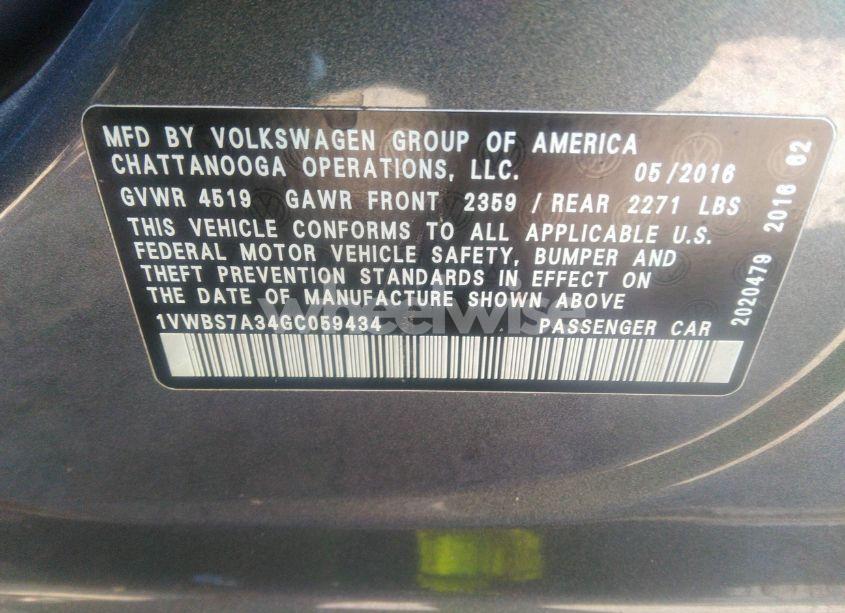 MFD BY VOLKSWAGEN GROUP OF AMERICA
CHATTANOOGA OPERATIONS, LLC. 05/2016
GVWR 4519 GAWR FRONT 2359 / REAR 2271 LBS
THIS VEHICLE CONFORMS TO ALL APPLICABLE U.S.
FEDERAL MOTOR VEHICLE SAFETY, BUMPER AND
THEFT PREVENTION STANDARDS IN EFFECT ON
THE DATE OF MANUFACTURE SHOWN ABOVE
1VWBS7A34GC059434 PASSENGER CAR
2020479 2016 62
wheelwise